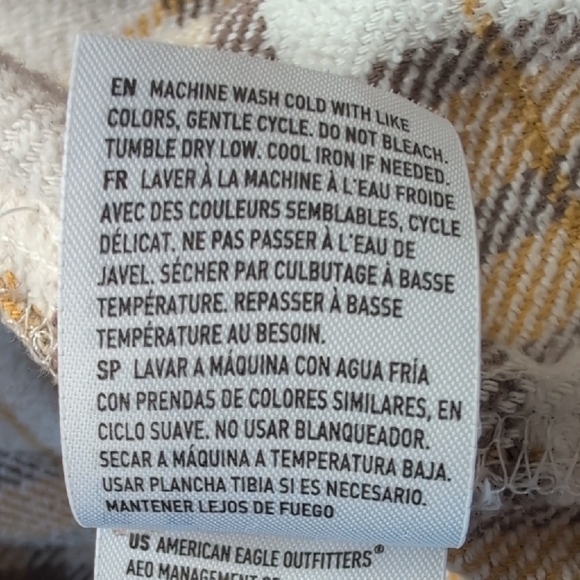 EN MACHINE WASH COLD WITH LIKE
COLORS, GENTLE CYCLE. DO NOT BLEACH.
TUMBLE DRY LOW. COOL IRON IF NEEDED.
FR LAVER À LA MACHINE À L'EAU FROIDE
AVEC DES COULEURS SEMBLABLES, CYCLE
DÉLICAT. NE PAS PASSER À L'EAU DE
JAVEL. SÉCHER PAR CULBUTAGE À BASSE
TEMPÉRATURE. REPASSER À BASSE
TEMPÉRATURE AU BESOIN.
SP LAVAR A MÁQUINA CON AGUA FRÍA
CON PRENDAS DE COLORES SIMILARES, EN
CICLO SUAVE. NO USAR BLANQUEADOR.
SECAR A MÁQUINA A TEMPERATURA BAJA.
USAR PLANCHA TIBIA SI ES NECESARIO.
MANTENER LEJOS DE FUEGO
US AMERICAN EAGLE OUTFITTERS®
AEO MANAGEMENT